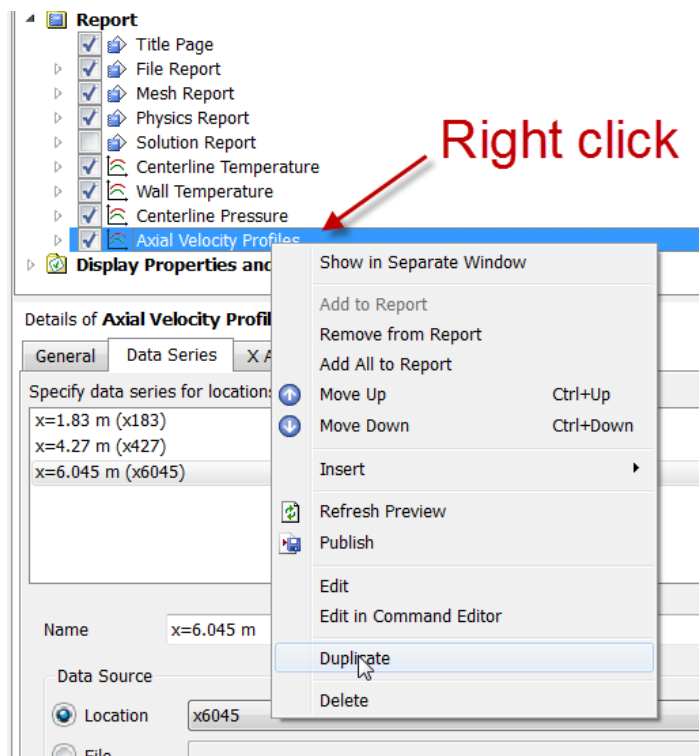 Report
Title Page
File Report
Mesh Report
Physics Report
Solution Report
Centerline Temperature
Wall Temperature
Centerline Pressure
Axial Velocity Profiles
Display Properties and
Right click
Show in Separate Window
Add to Report
Remove from Report
Add All to Report
Move Up Ctrl+Up
Move Down Ctrl+Down
Insert
Refresh Preview
Publish
Edit
Edit in Command Editor
Duplicate
Delete
Details of Axial Velocity Profil
General Data Series X A
Specify data series for locations
x=1.83 m (x183)
x=4.27 m (x427)
x=6.045 m (x6045)
Name x=6.045 m
Data Source
Location x6045
File